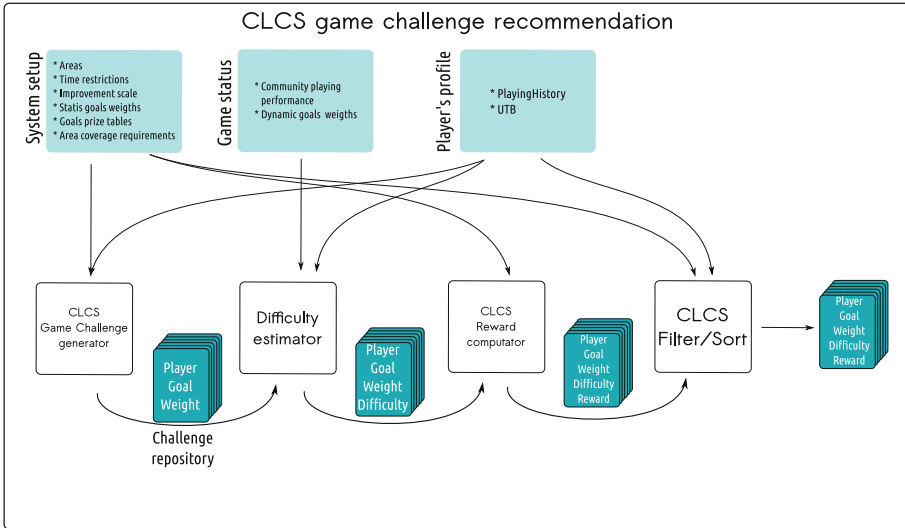 CLCS game challenge recommendation
System setup
* Areas
* Time restrictions
* Improvement scale
* Statis goals weigths
* Goals prize tables
* Area coverage requirements
Game status
* Community playing
performance
* Dynamic goals weigths
Player's profile
* PlayingHistory
* UTB
CLCS
Game Challenge
generator
Player
Goal
Weight
Challenge
repository
Difficulty
estimator
Player
Goal
Weight
Difficulty
CLCS
Reward
computator
Player
Goal
Weight
Difficulty
Reward
CLCS
Filter/Sort
Player
Goal
Weight
Difficulty
Reward